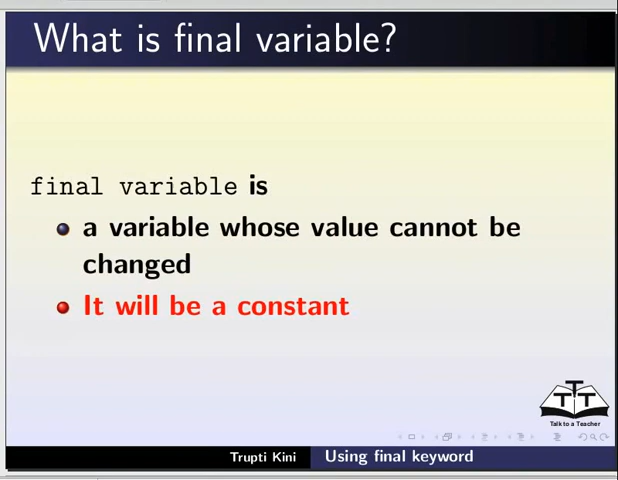 What is final variable?
final variable is
a variable whose value cannot be
changed
It will be a constant
T
T T
Talk to a Teacher
Trupti Kini Using final keyword